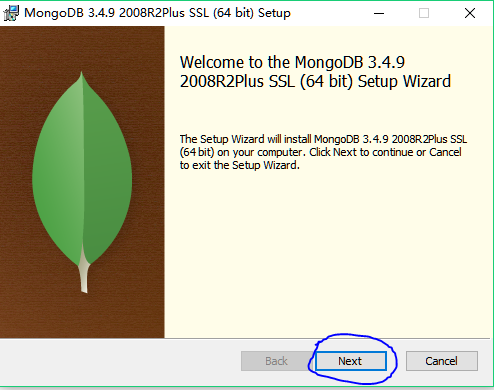 MongoDB 3.4.9 2008R2Plus SSL (64 bit) Setup
Welcome to the MongoDB 3.4.9
2008R2Plus SSL (64 bit) Setup Wizard
The Setup Wizard will install MongoDB 3.4.9 2008R2Plus SSL
(64 bit) on your computer. Click Next to continue or Cancel
to exit the Setup Wizard.
Back Next Cancel